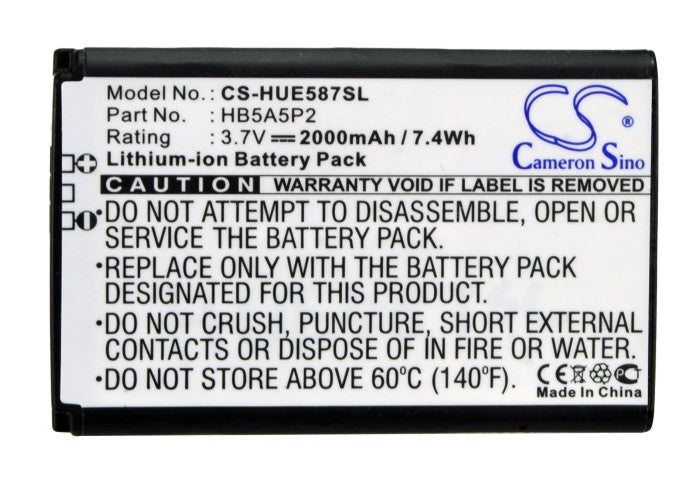 Model No.: CS-HUE587SL
Part No. : HB5A5P2
Rating : 3.7V 2000mAh / 7.4Wh
Lithium-ion Battery Pack
CS
®
Cameron Sino
CAUTION WARRANTY VOID IF LABEL IS REMOVED
•DO NOT ATTEMPT TO DISASSEMBLE, OPEN OR
SERVICE THE BATTERY PACK.
•REPLACE ONLY WITH THE BATTERY PACK
DESIGNATED FOR THIS PRODUCT.
•DO NOT CRUSH, PUNCTURE, SHORT EXTERNAL
CONTACTS OR DISPOSE OF IN FIRE OR WATER.
•DO NOT STORE ABOVE 60°C (140°F).
CE
Made In China